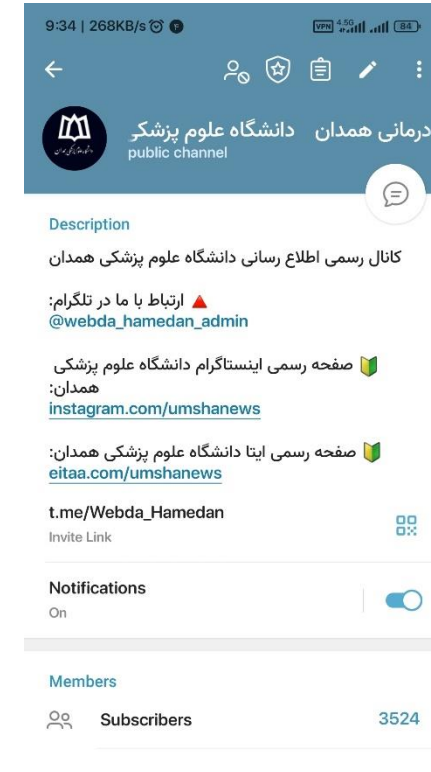 9:34 | 268KB/s
VPN 4.5G 84
درمانی همدان دانشگاه علوم پزشکی
public channel
Description
کانال رسمی اطلاع رسانی دانشگاه علوم پزشکی همدان
🔺 ارتباط با ما در تلگرام:
@webda_hamedan_admin
🔰 صفحه رسمی اینستاگرام دانشگاه علوم پزشکی
همدان:
instagram.com/umshanews
🔰 صفحه رسمی ایتا دانشگاه علوم پزشکی همدان:
eitaa.com/umshanews
t.me/Webda_Hamedan
Invite Link
Notifications
On
Members
Subscribers 3524